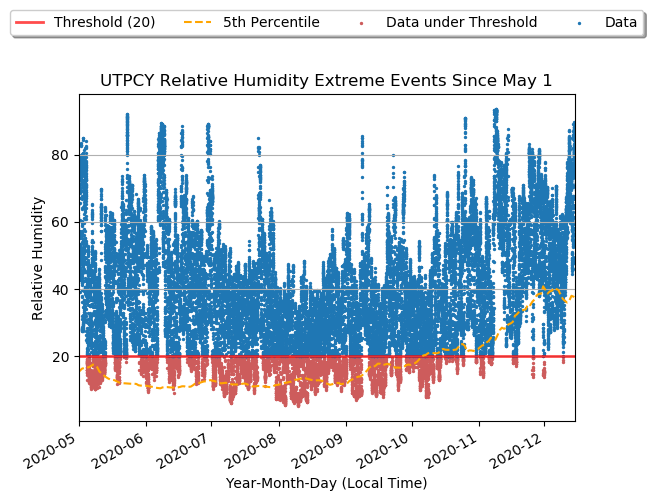 Threshold (20) 5th Percentile Data under Threshold Data
UTPCY Relative Humidity Extreme Events Since May 1
Relative Humidity
80
60
40
20
2020-05 2020-06 2020-07 2020-08 2020-09 2020-10 2020-11 2020-12
Year-Month-Day (Local Time)